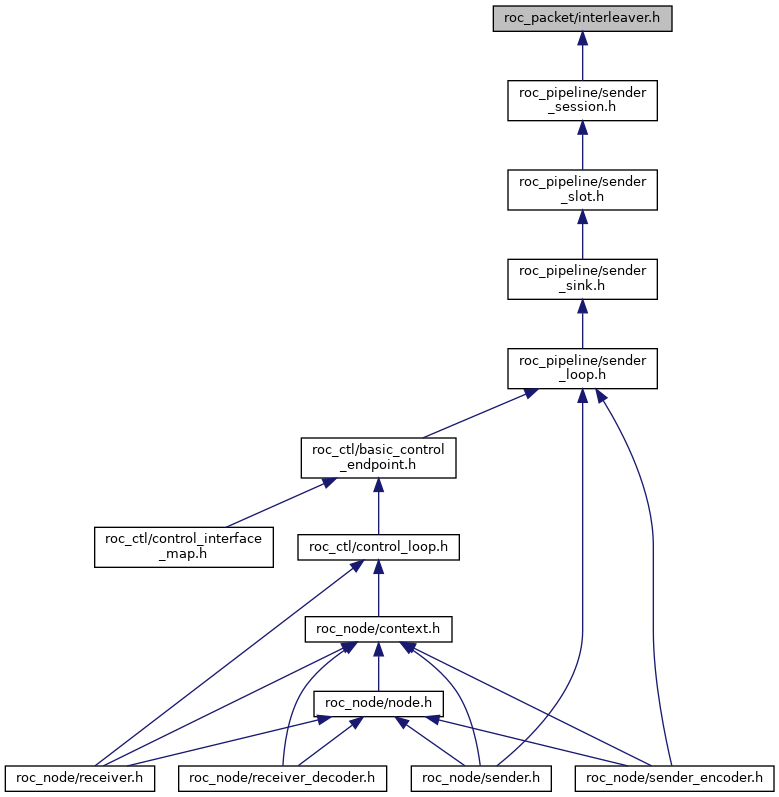 roc_packet/interleaver.h
roc_pipeline/sender
_session.h
roc_pipeline/sender
_slot.h
roc_pipeline/sender
_sink.h
roc_pipeline/sender
_loop.h
roc_ctl/basic_control
_endpoint.h
roc_ctl/control_interface
_map.h
roc_ctl/control_loop.h
roc_node/context.h
roc_node/node.h
roc_node/receiver.h
roc_node/receiver_decoder.h
roc_node/sender.h
roc_node/sender_encoder.h